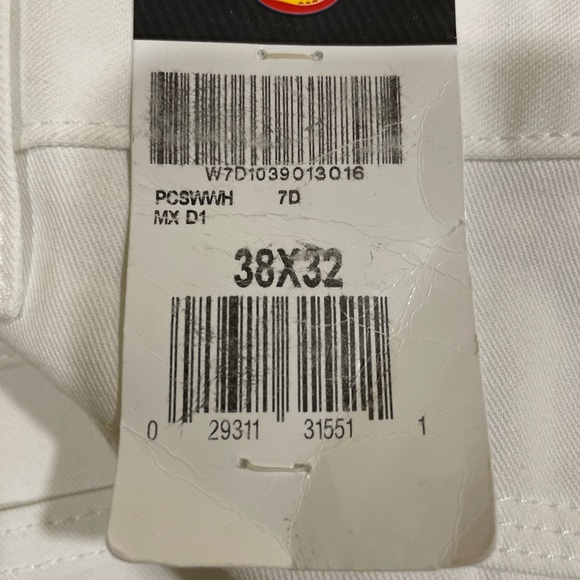 W7D1039013016
PCSWWH 7D
MX D1
38X32
0 29311 31551 1